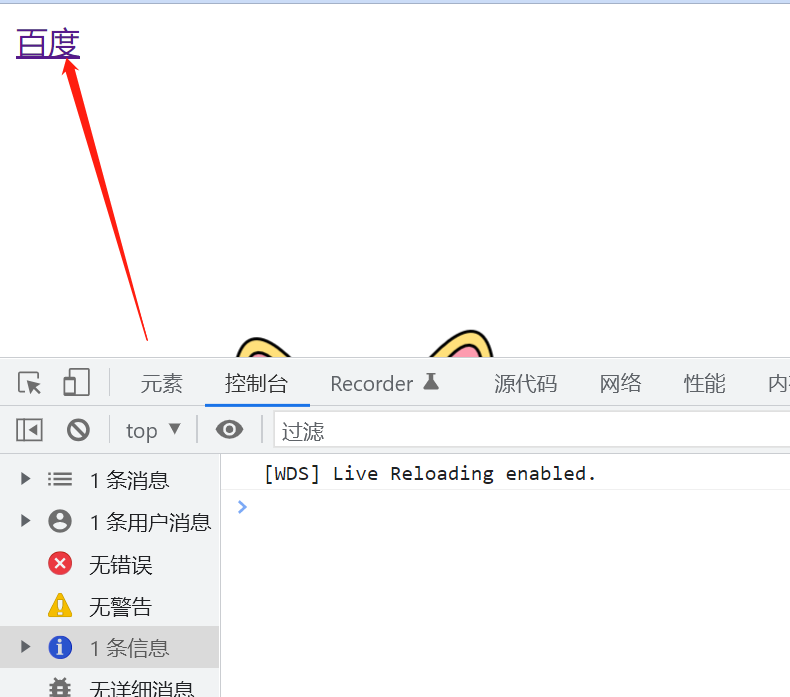 百度
元素 控制台 Recorder 源代码 网络 性能 内
top 过滤
1 条消息 [WDS] Live Reloading enabled.
1 条用户消息
无错误
无警告
1 条信息
无详细消息